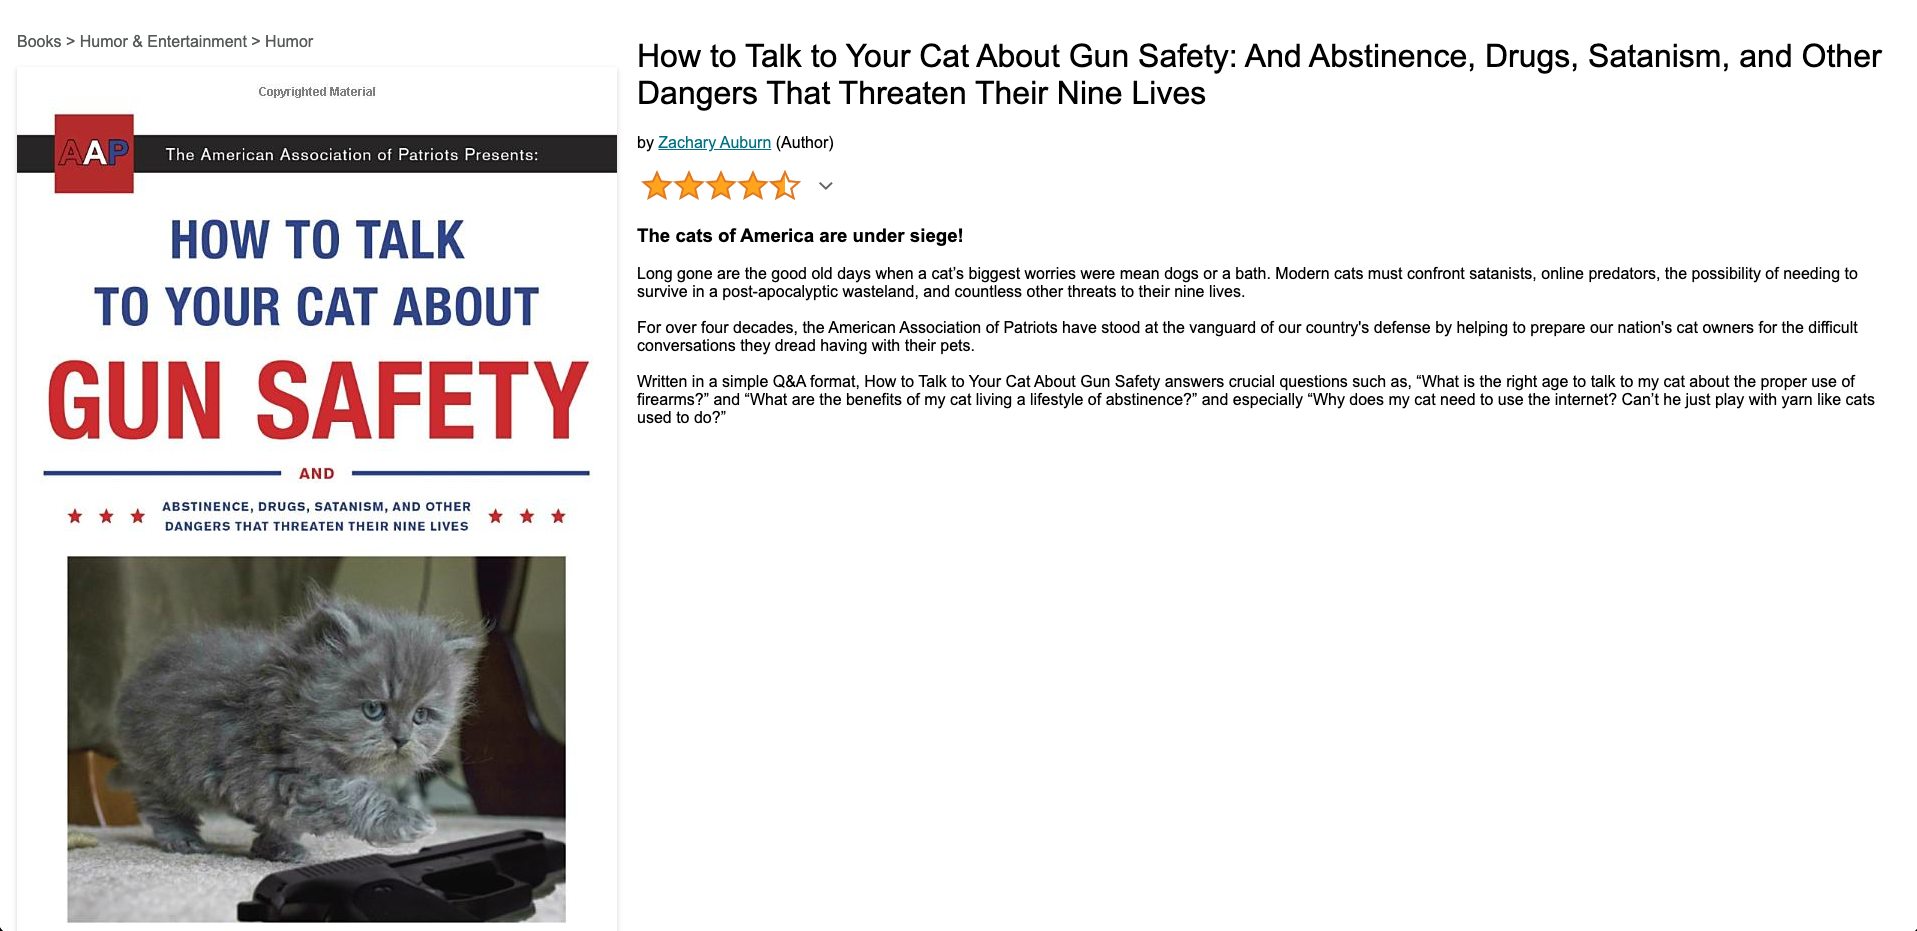 Books > Humor & Entertainment > Humor
Copyrighted Material
AAP
The American Association of Patriots Presents:
HOW TO TALK
TO YOUR CAT ABOUT
GUN SAFETY
AND
ABSTINENCE, DRUGS, SATANISM, AND OTHER
DANGERS THAT THREATEN THEIR NINE LIVES
How to Talk to Your Cat About Gun Safety: And Abstinence, Drugs, Satanism, and Other
Dangers That Threaten Their Nine Lives
by Zachary Auburn (Author)
The cats of America are under siege!
Long gone are the good old days when a cat’s biggest worries were mean dogs or a bath. Modern cats must confront satanists, online predators, the possibility of needing to
survive in a post-apocalyptic wasteland, and countless other threats to their nine lives.
For over four decades, the American Association of Patriots have stood at the vanguard of our country's defense by helping to prepare our nation's cat owners for the difficult
conversations they dread having with their pets.
Written in a simple Q&A format, How to Talk to Your Cat About Gun Safety answers crucial questions such as, “What is the right age to talk to my cat about the proper use of
firearms?” and “What are the benefits of my cat living a lifestyle of abstinence?” and especially “Why does my cat need to use the internet? Can’t he just play with yarn like cats
used to do?”